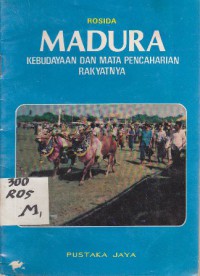 ROSIDA
MADURA
KEBUDAYAAN DAN MATA PENCAHARIAN
RAKYATNYA
300
ROS
M
PUSTAKA JAYA